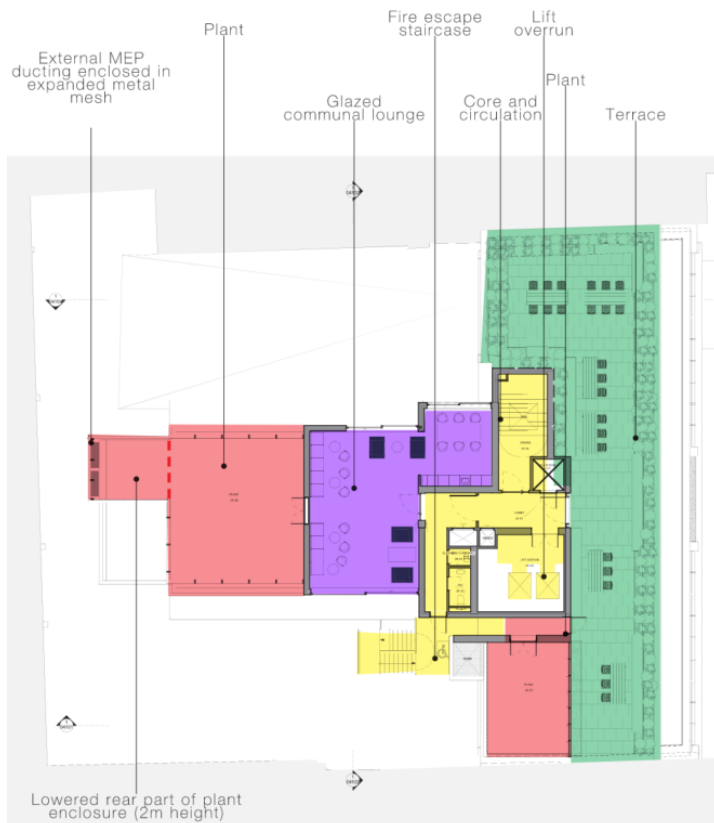 External MEP
ducting enclosed in
expanded metal
mesh
Plant
Glazed
communal lounge
Fire escape
staircase
Core and
circulation
Lift
overrun
Plant
Terrace
Lowered rear part of plant
enclosure (2m height)